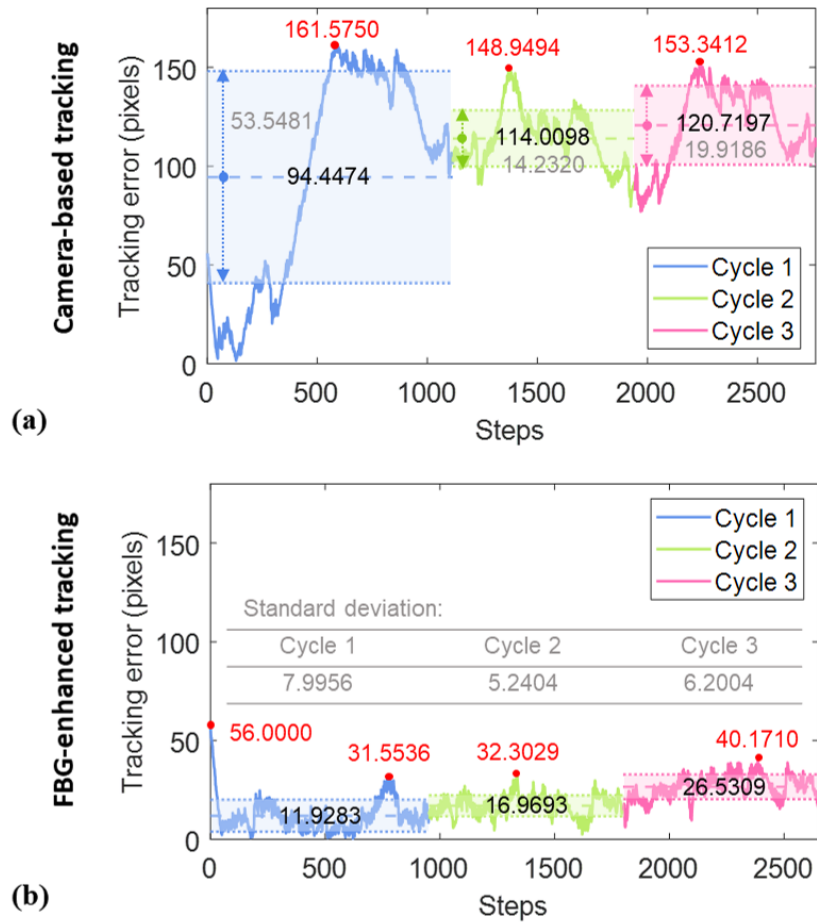 Camera-based tracking
Tracking error (pixels)
150
100
50
0
161.5750
148.9494
153.3412
53.5481
94.4474
114.0098
14.2320
120.7197
19.9186
Cycle 1
Cycle 2
Cycle 3
0 500 1000 1500 2000 2500
Steps
(a)
FBG-enhanced tracking
Tracking error (pixels)
150
100
50
0
Cycle 1
Cycle 2
Cycle 3
Standard deviation:
Cycle 1 Cycle 2 Cycle 3
7.9956 5.2404 6.2004
56.0000
31.5536
32.3029
40.1710
11.9283
16.9693
26.5309
0 500 1000 1500 2000 2500
Steps
(b)